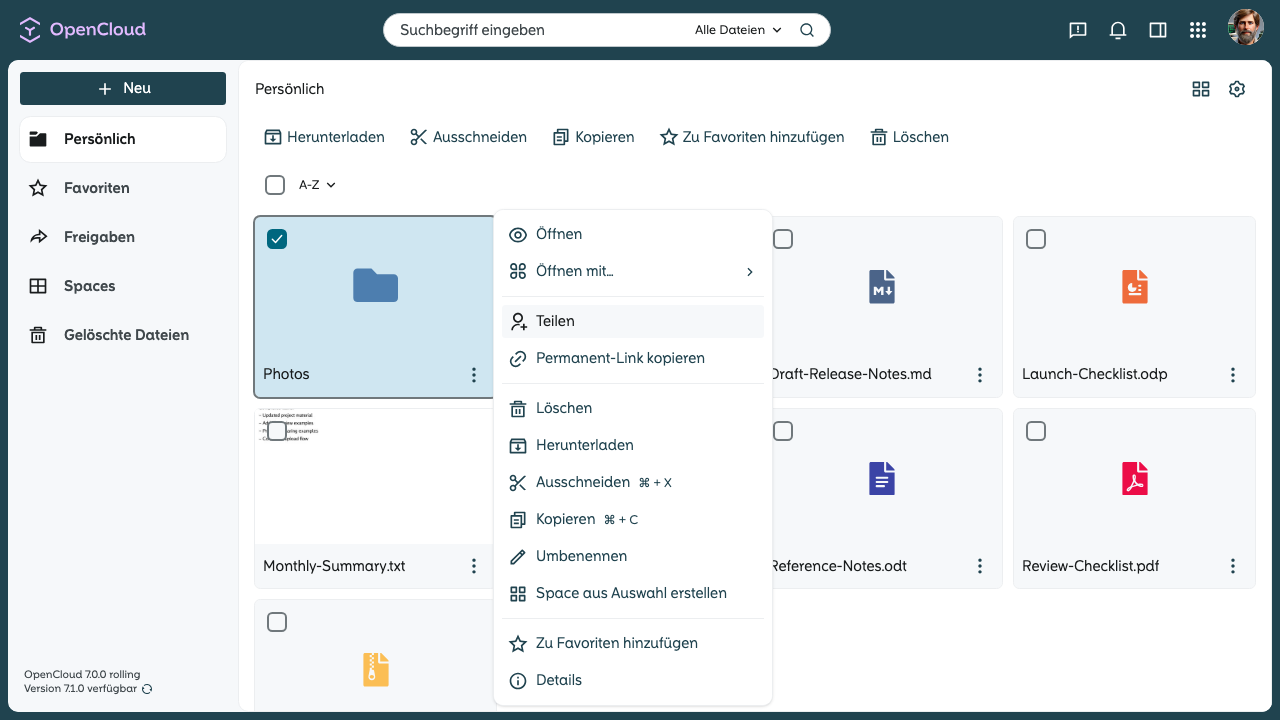 OpenCloud
Suchbegriff eingeben
Alle Dateien
Neu
Persönlich
Favoriten
Freigaben
Spaces
Gelöschte Dateien
OpenCloud 7.0.0 rolling
Version 7.1.0 verfügbar
Persönlich
Herunterladen
Ausschneiden
Kopieren
Zu Favoriten hinzufügen
Löschen
A-Z
Photos
Öffnen
Öffnen mit...
Teilen
Permanent-Link kopieren
Löschen
Herunterladen
Ausschneiden ⌘ + X
Kopieren ⌘ + C
Umbenennen
Space aus Auswahl erstellen
Zu Favoriten hinzufügen
Details
Draft-Release-Notes.md
Launch-Checklist.odp
– Updated project material
Monthly-Summary.txt
Reference-Notes.odt
Review-Checklist.pdf